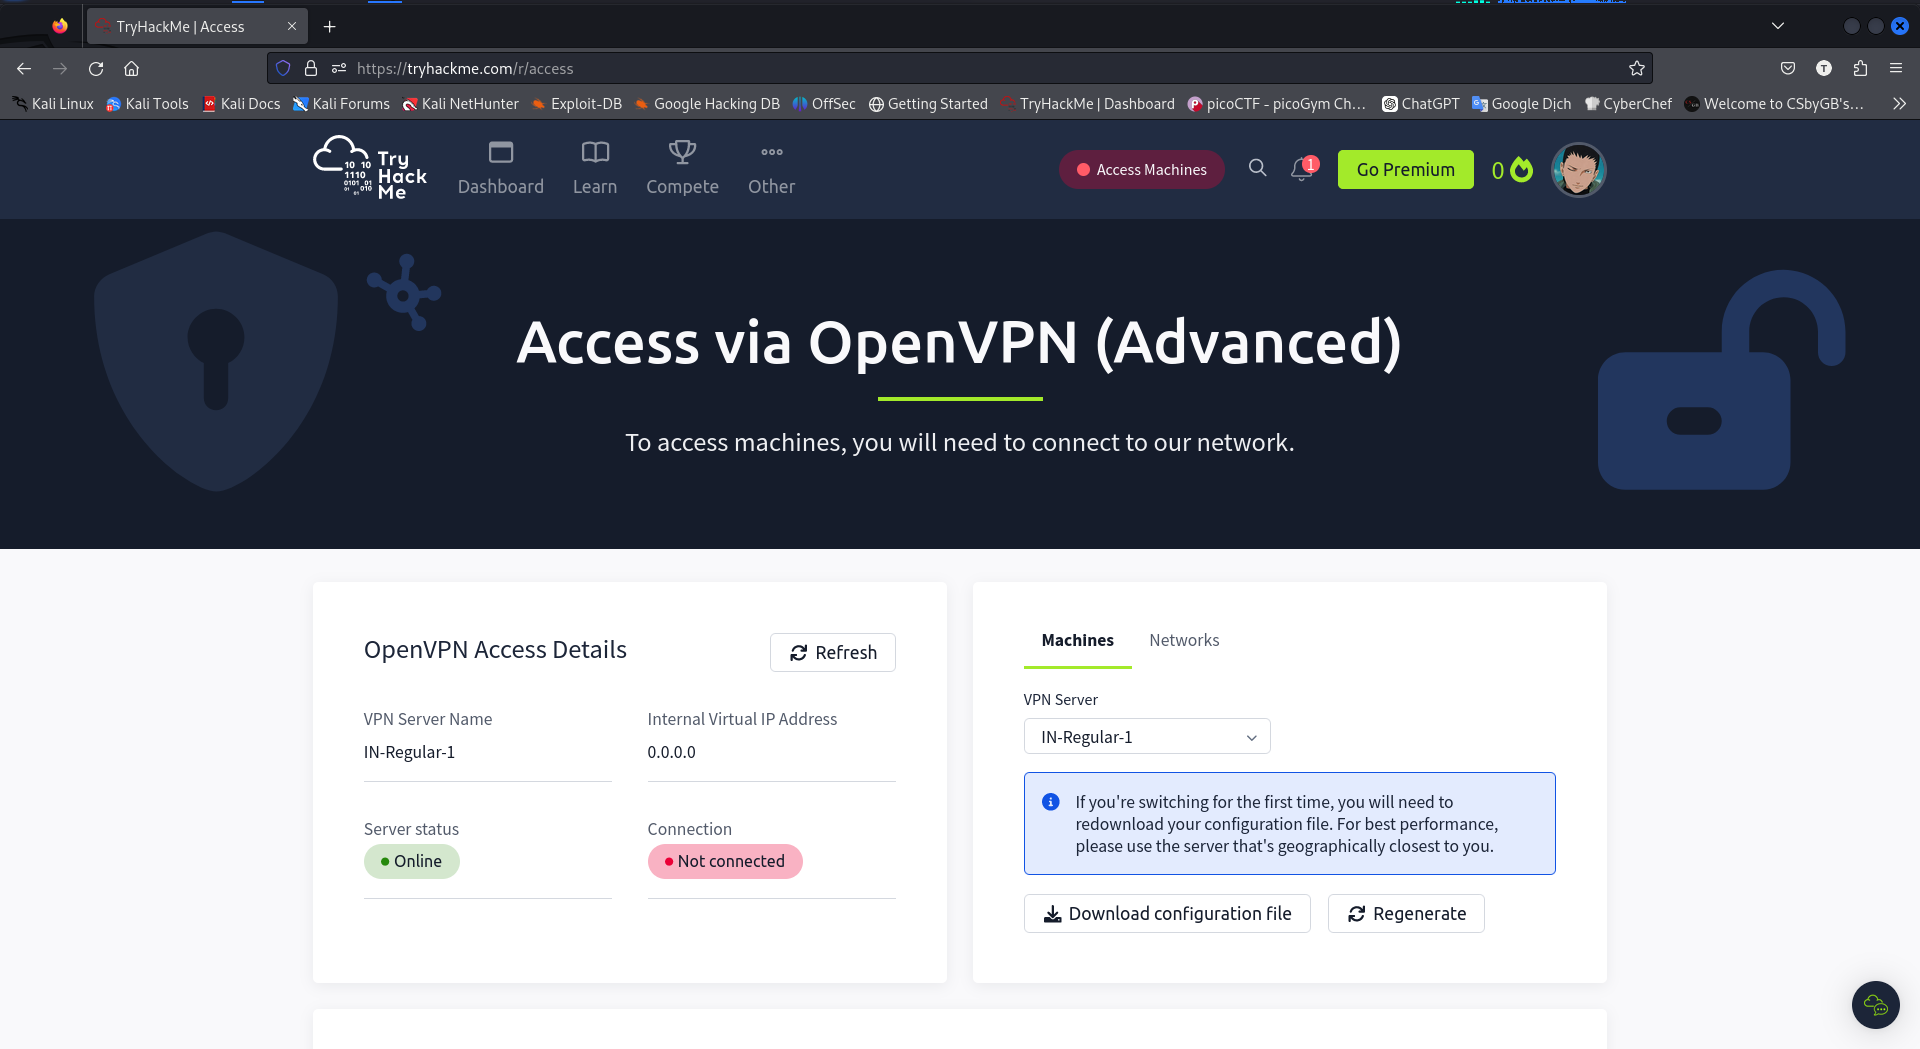 TryHackMe | Access
https://tryhackme.com/r/access
Kali Linux
Kali Tools
Kali Docs
Kali Forums
Kali NetHunter
Exploit-DB
Google Hacking DB
OffSec
Getting Started
TryHackMe | Dashboard
picoCTF - picoGym Ch...
ChatGPT
Google Dịch
CyberChef
Welcome to CSbyGB's...
Try
Hack
Me
Dashboard
Learn
Compete
Other
Access Machines
1
Go Premium
0
Access via OpenVPN (Advanced)
To access machines, you will need to connect to our network.
OpenVPN Access Details
Refresh
VPN Server Name
IN-Regular-1
Internal Virtual IP Address
0.0.0.0
Server status
Online
Connection
Not connected
Machines
Networks
VPN Server
IN-Regular-1
If you're switching for the first time, you will need to
redownload your configuration file. For best performance,
please use the server that's geographically closest to you.
Download configuration file
Regenerate